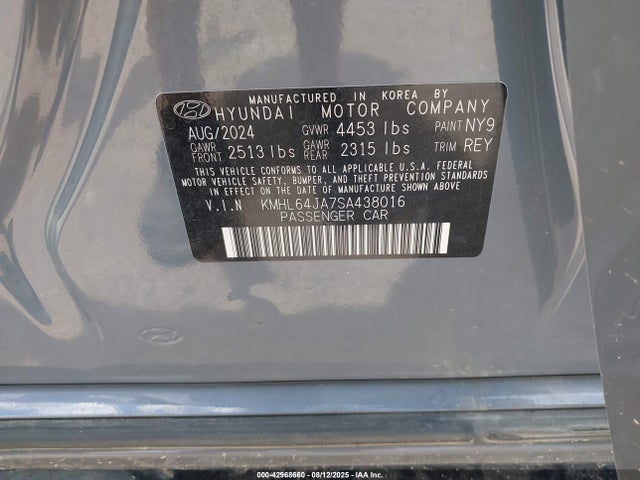 MANUFACTURED IN KOREA BY
HYUNDAI MOTOR COMPANY
AUG/2024 GVWR 4453 lbs PAINT NY9
GAWR FRONT 2513 lbs GAWR REAR 2315 lbs TRIM REY
THIS VEHICLE CONFORMS TO ALL APPLICABLE U.S.A. FEDERAL
MOTOR VEHICLE SAFETY, BUMPER, AND THEFT PREVENTION STANDARDS
IN EFFECT ON THE DATE OF MANUFACTURE SHOWN ABOVE.
V.I.N KMHL64JA7SA438016
PASSENGER CAR
000-42968660 - 08/12/2025 - IAA Inc.